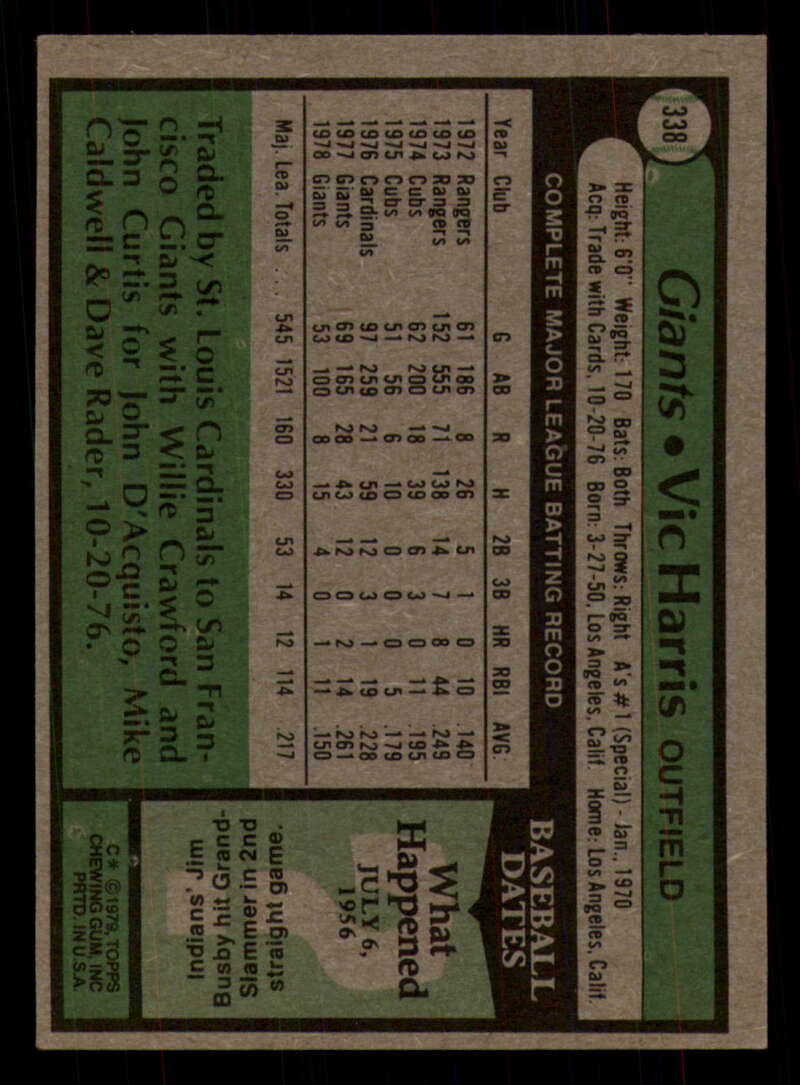 338
Giants • Vic Harris OUTFIELD
Height: 6'0" Weight: 170 Bats: Both Throws: Right A's #1 (Special) - Jan., 1970
Acq: Trade with Cards, 10-20-76 Born: 3-27-50, Los Angeles, Calif. Home: Los Angeles, Calif.
COMPLETE MAJOR LEAGUE BATTING RECORD
Year Club G AB R H 2B 3B HR RBI AVG.
1972 Rangers 61 186 8 26 5 1 0 10 .140
1973 Rangers 152 555 71 138 14 7 8 44 .249
1974 Cubs 62 200 18 39 6 3 0 11 .195
1975 Cubs 51 56 6 10 0 0 0 5 .179
1976 Cardinals 97 259 21 59 12 3 1 19 .228
1977 Giants 69 165 28 43 12 0 2 14 .261
1978 Giants 53 100 8 15 4 0 1 11 .150
Maj. Lea. Totals . . . 545 1521 160 330 53 14 12 114 .217
Traded by St. Louis Cardinals to San Fran-
cisco Giants with Willie Crawford and
John Curtis for John D'Acquisto, Mike
Caldwell & Dave Rader, 10-20-76.
BASEBALL
DATES
What
Happened
JULY 6,
1956
Indians' Jim
Busby hit Grand-
Slammer in 2nd
straight game.
C* © 1979, TOPPS
CHEWING GUM, INC
PRTD. IN U.S.A.